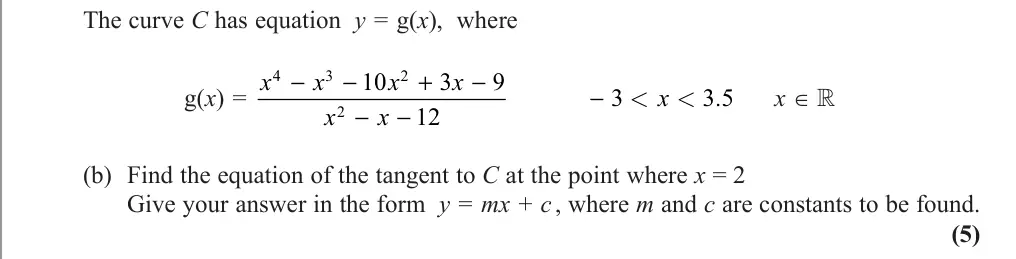 The curve C has equation y = g(x), where
g(x) = (x⁴ − x³ − 10x² + 3x − 9)/(x² − x − 12)    − 3 < x < 3.5    x ∈ ℝ
(b) Find the equation of the tangent to C at the point where x = 2
Give your answer in the form y = mx + c, where m and c are constants to be found.
(5)